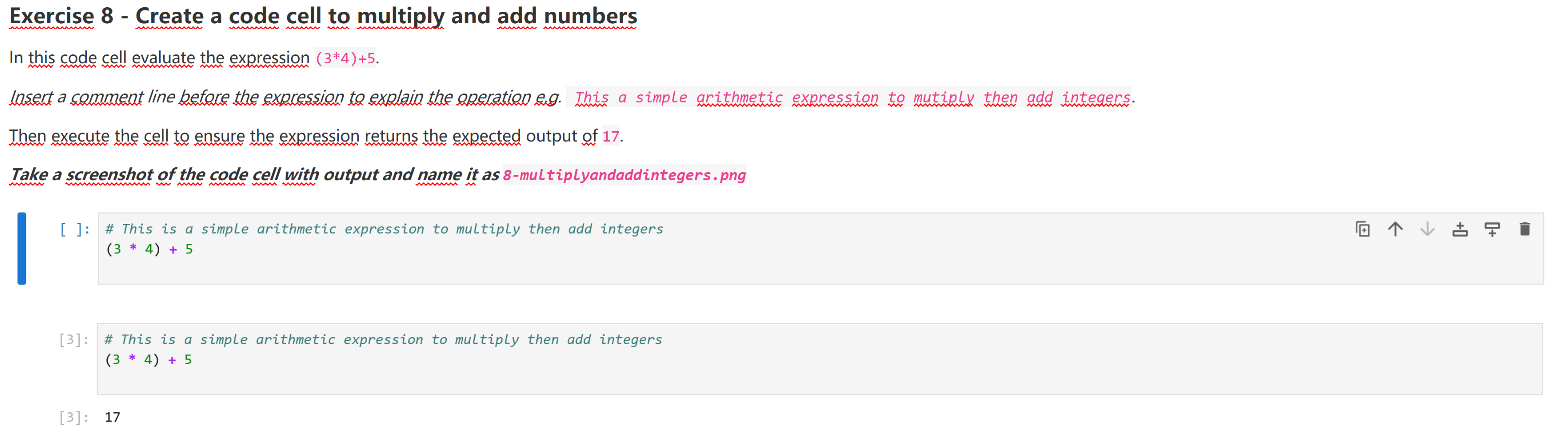 Exercise 8 - Create a code cell to multiply and add numbers
In this code cell evaluate the expression (3*4)+5.
Insert a comment line before the expression to explain the operation e.g. This a simple arithmetic expression to mutiply then add integers.
Then execute the cell to ensure the expression returns the expected output of 17.
Take a screenshot of the code cell with output and name it as 8-multiplyandaddintegers.png
[ ]: # This is a simple arithmetic expression to multiply then add integers
(3 * 4) + 5
[3]: # This is a simple arithmetic expression to multiply then add integers
(3 * 4) + 5
[3]: 17